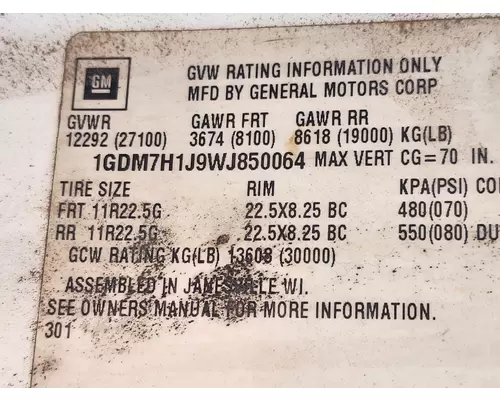 GM
GVW RATING INFORMATION ONLY
MFD BY GENERAL MOTORS CORP
GVWR GAWR FRT GAWR RR
12292 (27100) 3674 (8100) 8618 (19000) KG(LB)
1GDM7H1J9WJ850064 MAX VERT CG=70 IN.
TIRE SIZE RIM KPA(PSI) CO
FRT 11R22.5G 22.5X8.25 BC 480(070)
RR 11R22.5G 22.5X8.25 BC 550(080) DU
GCW RATING KG(LB) 13608 (30000)
ASSEMBLED IN JANESVILLE WI.
SEE OWNERS MANUAL FOR MORE INFORMATION.
301